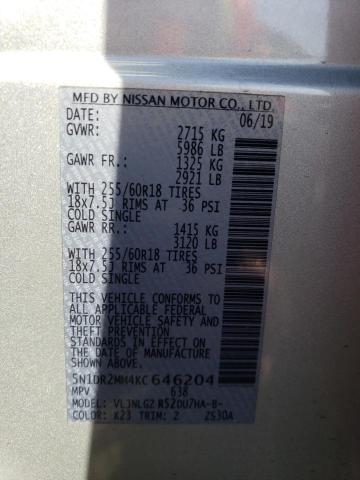 MFD BY NISSAN MOTOR CO., LTD.
DATE: 06/19
GVWR: 2715 KG
5986 LB
GAWR FR.: 1325 KG
2921 LB
WITH 255/60R18 TIRES
18x7.5J RIMS AT 36 PSI
COLD SINGLE
GAWR RR.: 1415 KG
3120 LB
WITH 255/60R18 TIRES
18x7.5J RIMS AT 36 PSI
COLD SINGLE
THIS VEHICLE CONFORMS TO
ALL APPLICABLE FEDERAL
MOTOR VEHICLE SAFETY AND
THEFT PREVENTION
STANDARDS IN EFFECT ON
THE DATE OF MANUFACTURE
SHOWN ABOVE.
5N1DR2MM4KC646204
MPV 638
MODEL: VLJNLGZ R52DU7HA-B-
COLOR: K23 TRIM: Z ZS30A